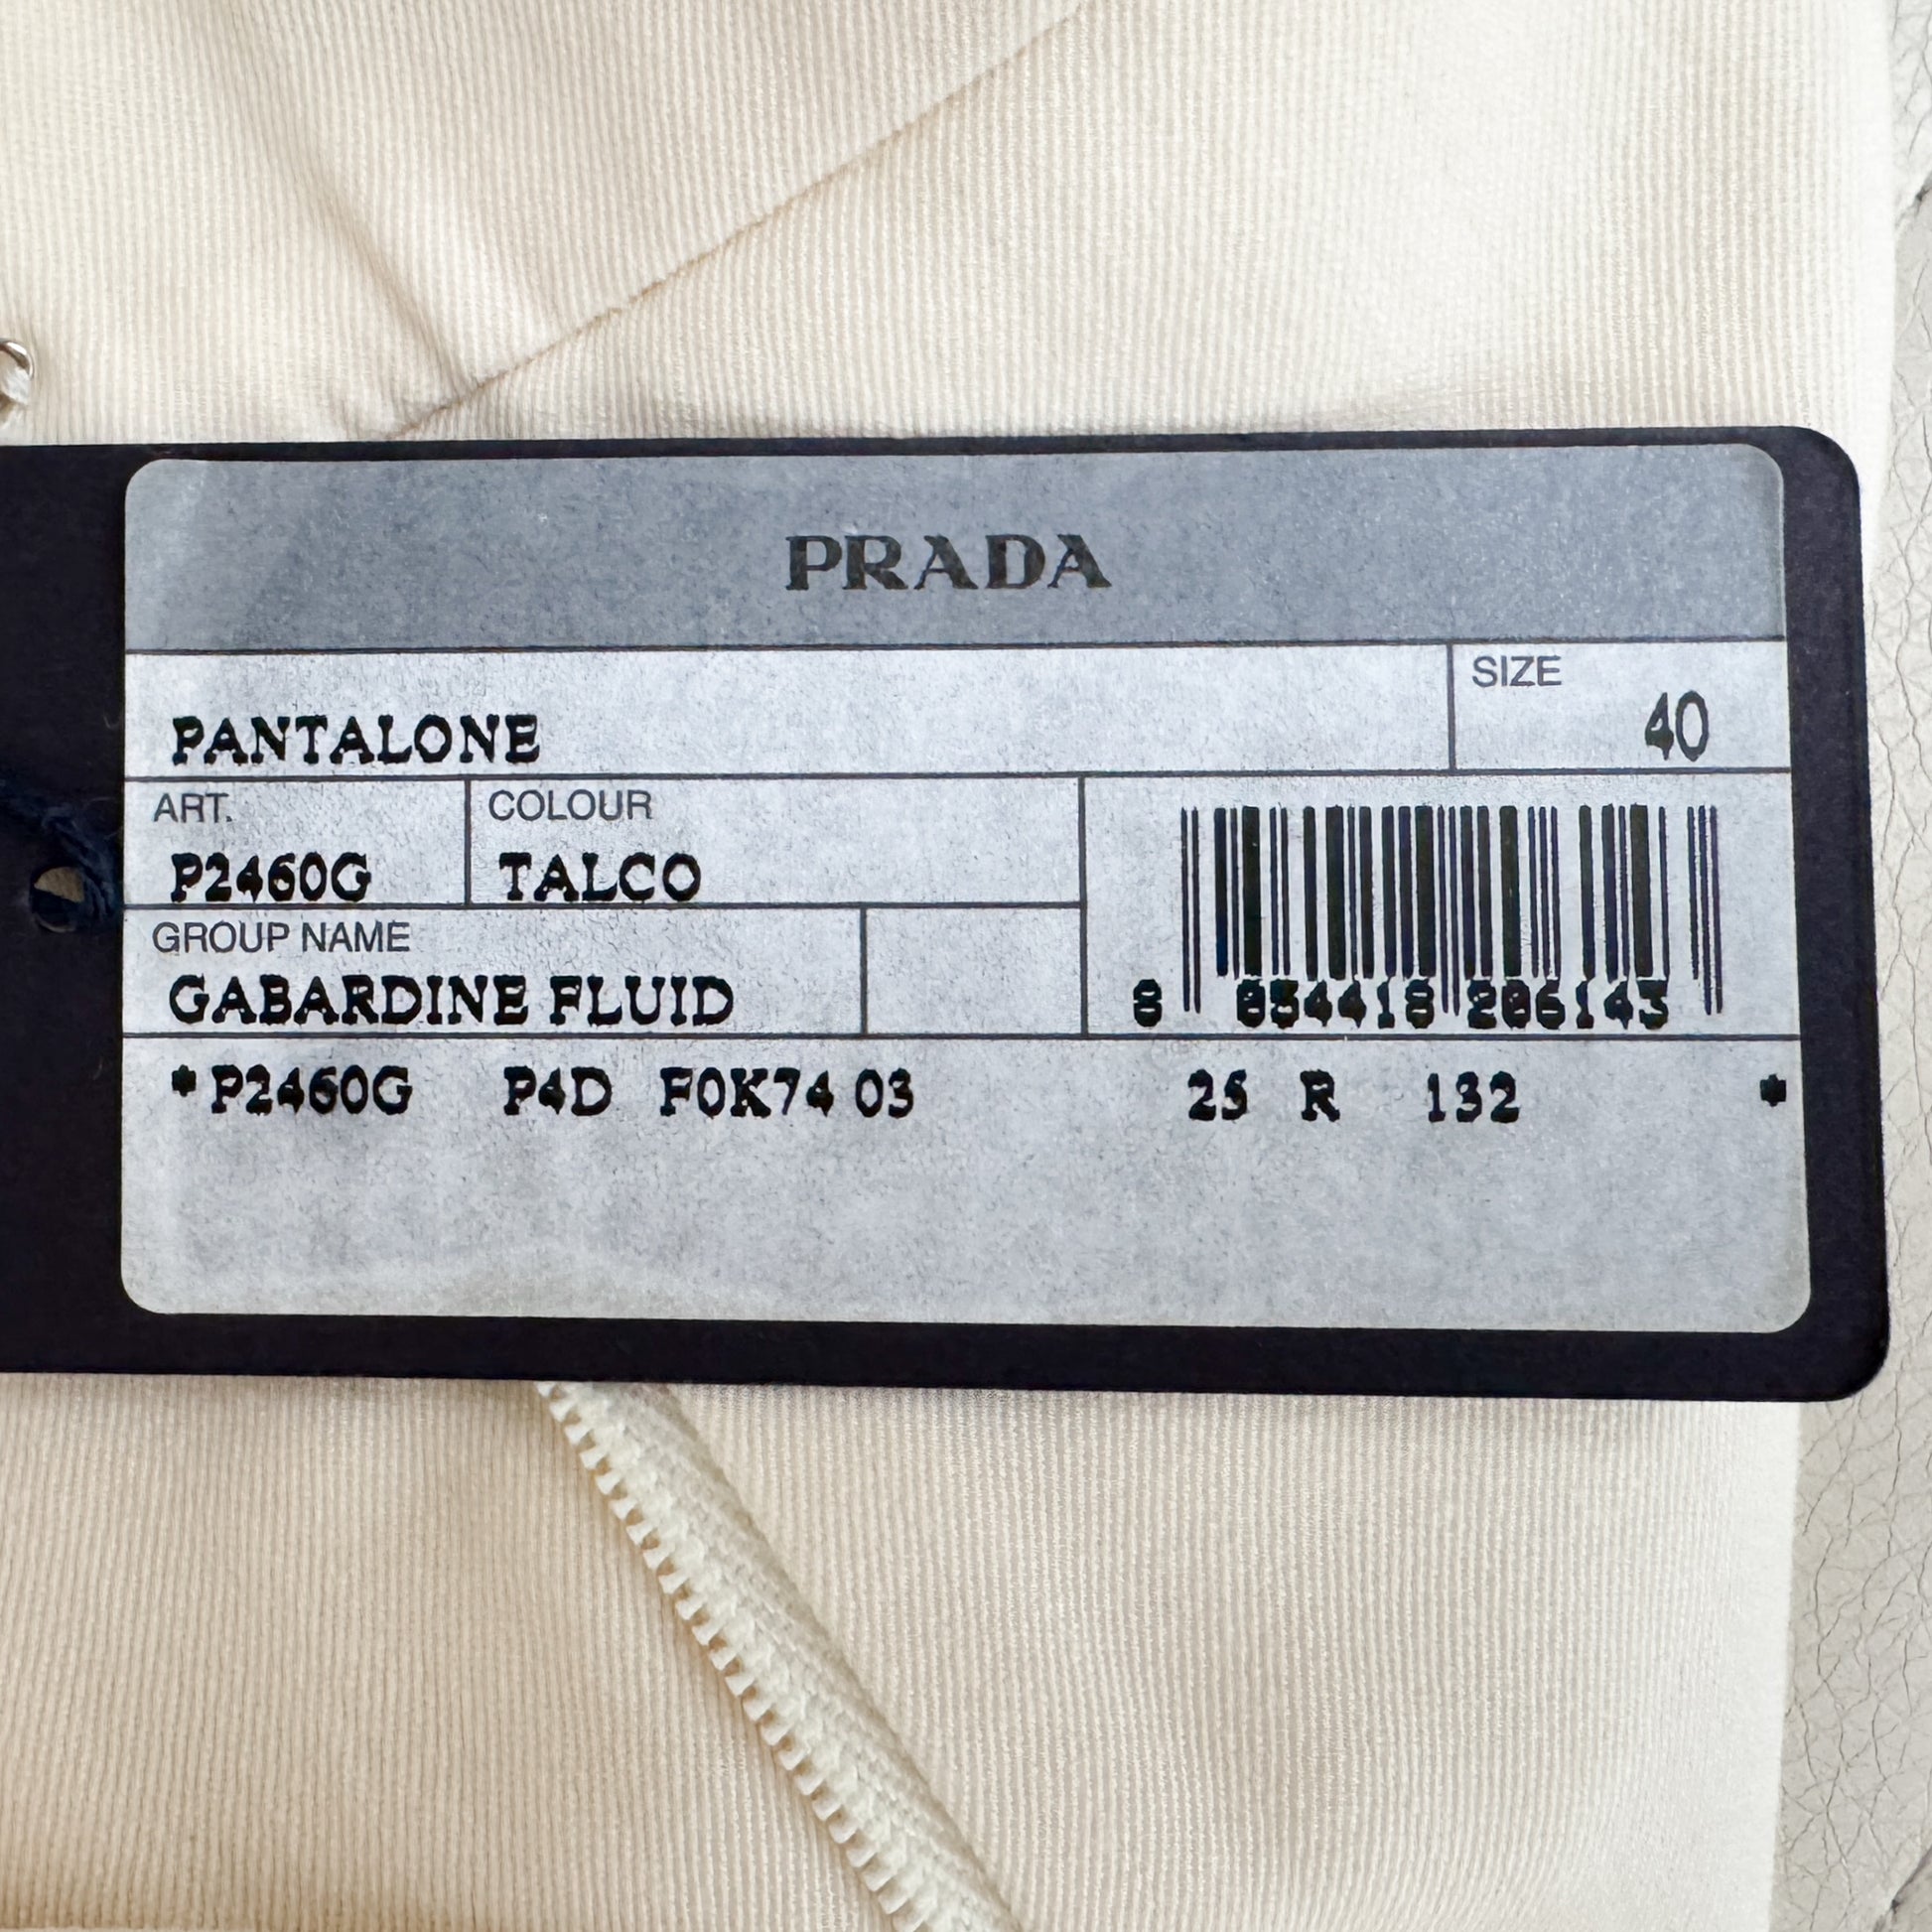 PRADA
SIZE
PANTALONE 40
ART. COLOUR
P2460G TALCO
GROUP NAME
GABARDINE FLUID
8 054418 206143
*P2460G P4D F0K74 03 25 R 132 *